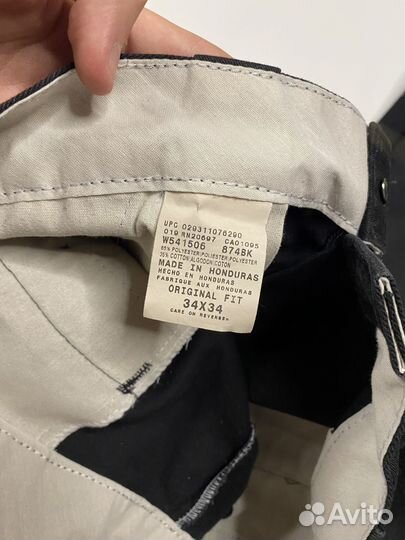 UPC 029311076290
019 RN20697 CA01095
W541506 874BK
65% POLYESTER/POLIESTER/POLYESTER
35% COTTON/ALGODON/COTON
MADE IN HONDURAS
HECHO EN HONDURAS
FABRIQUE AUX HONDURAS
ORIGINAL FIT
34X34
CARE ON REVERSE
Avito